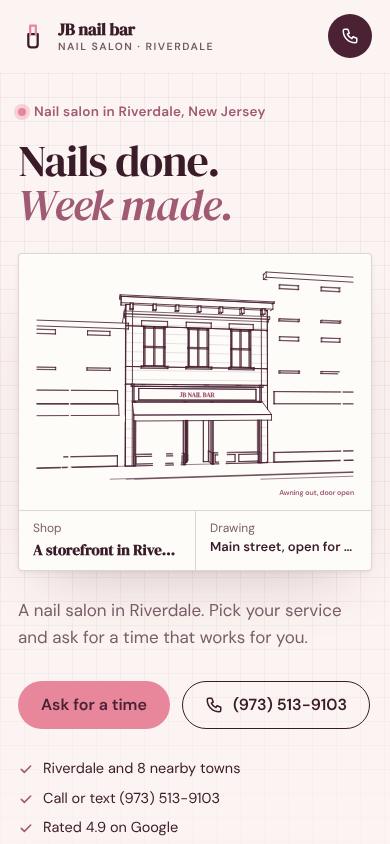 JB nail bar
NAIL SALON · RIVERDALE
Nail salon in Riverdale, New Jersey
Nails done.
Week made.
JB NAIL BAR
Awning out, door open
Shop
A storefront in Rive...
Drawing
Main street, open for ...
A nail salon in Riverdale. Pick your service
and ask for a time that works for you.
Ask for a time
(973) 513-9103
Riverdale and 8 nearby towns
Call or text (973) 513-9103
Rated 4.9 on Google